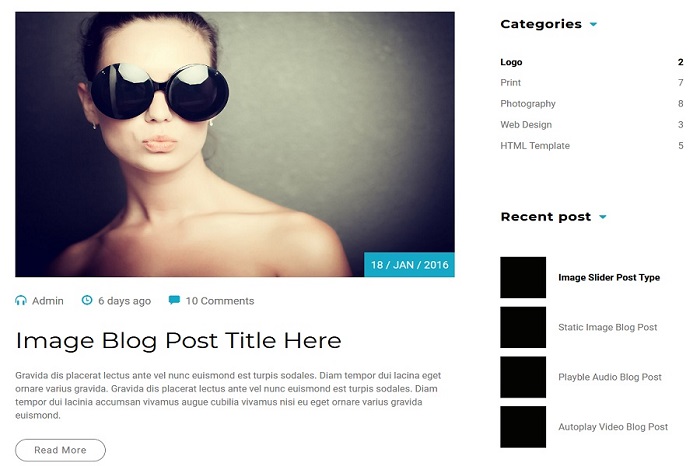 18 / JAN / 2016
Admin 6 days ago 10 Comments
Image Blog Post Title Here
Gravida dis placerat lectus ante vel nunc euismond est turpis sodales. Diam tempor dui lacina eget
ornare varius gravida. Gravida dis placerat lectus ante vel nunc euismond est turpis sodales. Diam
tempor dui lacinia accumsan vivamus augue cubilia vivamus nisi eu eget ornare varius gravida
euismond.
Read More
Categories
Logo 2
Print 7
Photography 8
Web Design 3
HTML Template 5
Recent post
Image Slider Post Type
Static Image Blog Post
Playble Audio Blog Post
Autoplay Video Blog Post